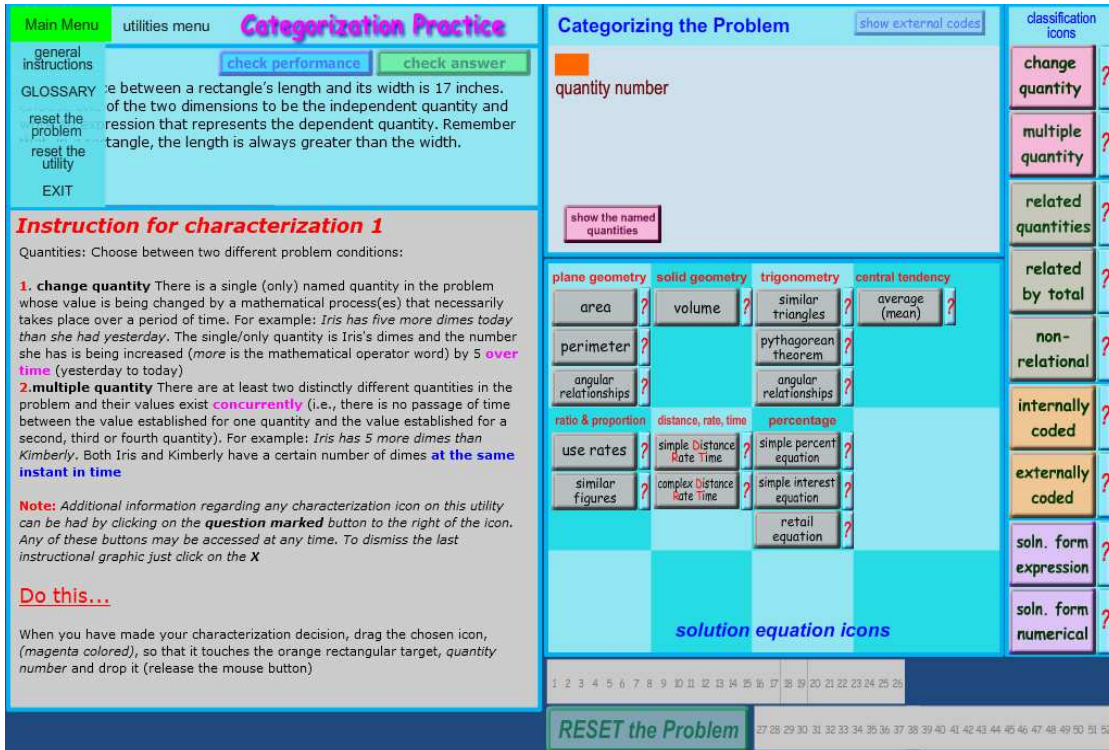 Main Menu
utilities menu
Categorization Practice
general
instructions
GLOSSARY
reset the
problem
reset the
utility
EXIT
check performance
check answer
e between a rectangle's length and its width is 17 inches.
of the two dimensions to be the independent quantity and
ression that represents the dependent quantity. Remember
tangle, the length is always greater than the width.
Instruction for characterization 1
Quantities: Choose between two different problem conditions:
1. change quantity There is a single (only) named quantity in the problem
whose value is being changed by a mathematical process(es) that necessarily
takes place over a period of time. For example: Iris has five more dimes today
than she had yesterday. The single/only quantity is Iris's dimes and the number
she has is being increased (more is the mathematical operator word) by 5 over
time (yesterday to today)
2.multiple quantity There are at least two distinctly different quantities in the
problem and their values exist concurrently (i.e., there is no passage of time
between the value established for one quantity and the value established for a
second, third or fourth quantity). For example: Iris has 5 more dimes than
Kimberly. Both Iris and Kimberly have a certain number of dimes at the same
instant in time
Note: Additional information regarding any characterization icon on this utility
can be had by clicking on the question marked button to the right of the icon.
Any of these buttons may be accessed at any time. To dismiss the last
instructional graphic just click on the X
Do this...
When you have made your characterization decision, drag the chosen icon,
(magenta colored), so that it touches the orange rectangular target, quantity
number and drop it (release the mouse button)
Categorizing the Problem
show external codes
quantity number
show the named
quantities
plane geometry
solid geometry
trigonometry
central tendency
area ?
volume ?
similar
triangles ?
average
(mean) ?
perimeter ?
pythagorean
theorem ?
angular
relationships ?
angular
relationships ?
ratio & proportion
distance, rate, time
percentage
use rates ?
simple Distance
Rate Time ?
simple percent
equation ?
similar
figures ?
complex Distance
Rate Time ?
simple interest
equation ?
retail
equation ?
solution equation icons
1 2 3 4 5 6 7 8 9 10 11 12 13 14 15 16 17 18 19 20 21 22 23 24 25 26
RESET the Problem
27 28 29 30 31 32 33 34 35 36 37 38 39 40 41 42 43 44 45 46 47 48 49 50 51 52
classification
icons
change
quantity ?
multiple
quantity ?
related
quantities ?
related
by total ?
non-
relational ?
internally
coded ?
externally
coded ?
soln. form
expression ?
soln. form
numerical ?